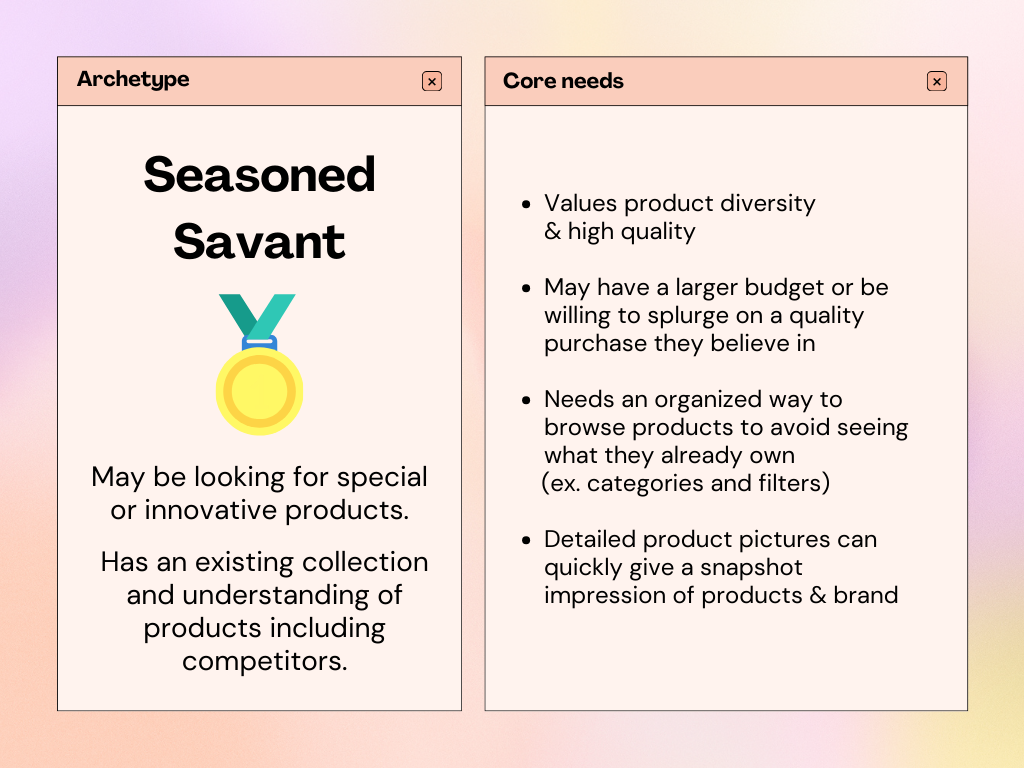 Archetype
Seasoned
Savant
May be looking for special
or innovative products.
Has an existing collection
and understanding of
products including
competitors.
Core needs
• Values product diversity
& high quality
• May have a larger budget or be
willing to splurge on a quality
purchase they believe in
• Needs an organized way to
browse products to avoid seeing
what they already own
(ex. categories and filters)
• Detailed product pictures can
quickly give a snapshot
impression of products & brand